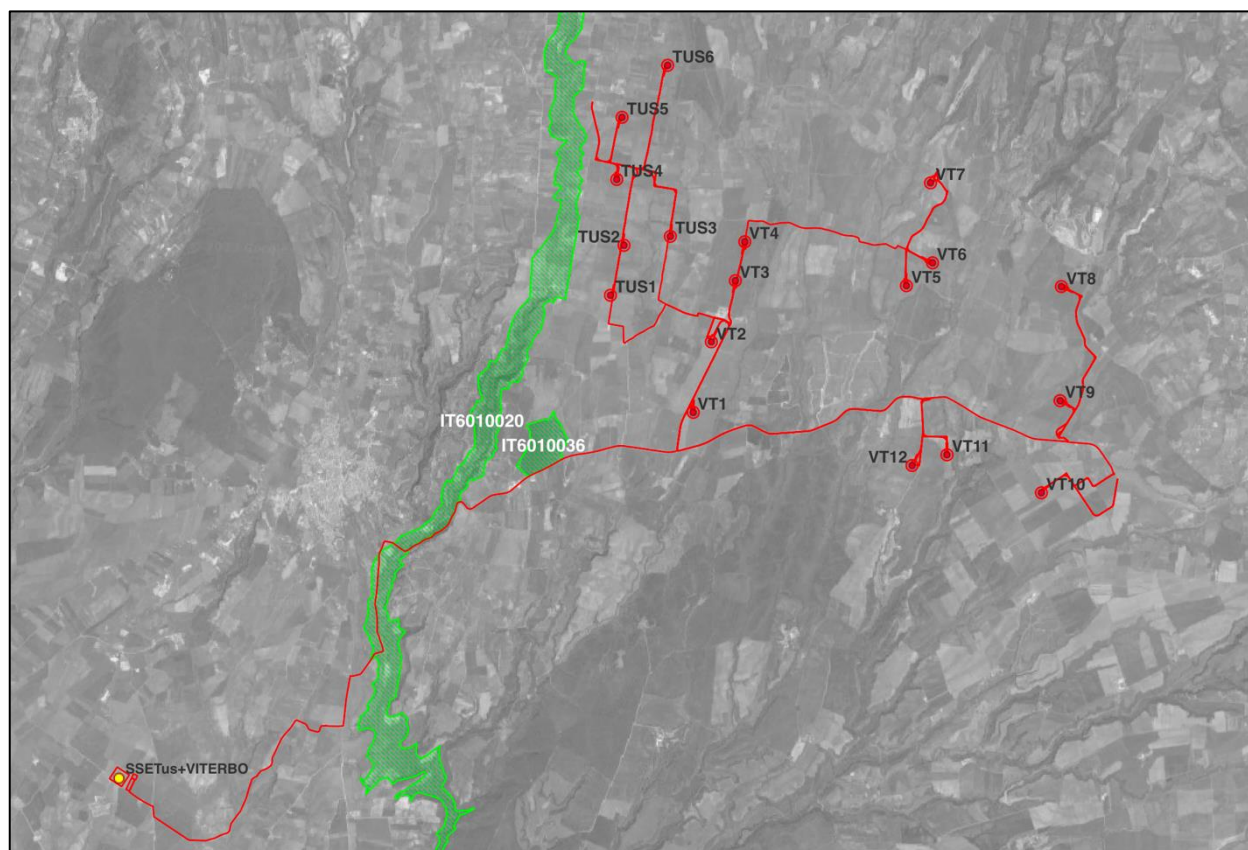 TUS6
TUS5
TUS4
VT7
TUS2
TUS3
VT4
VT6
VT3
VT5
VT8
TUS1
VT2
VT9
VT1
IT6010020
IT6010036
VT12
VT11
VT10
SSETus+VITERBO